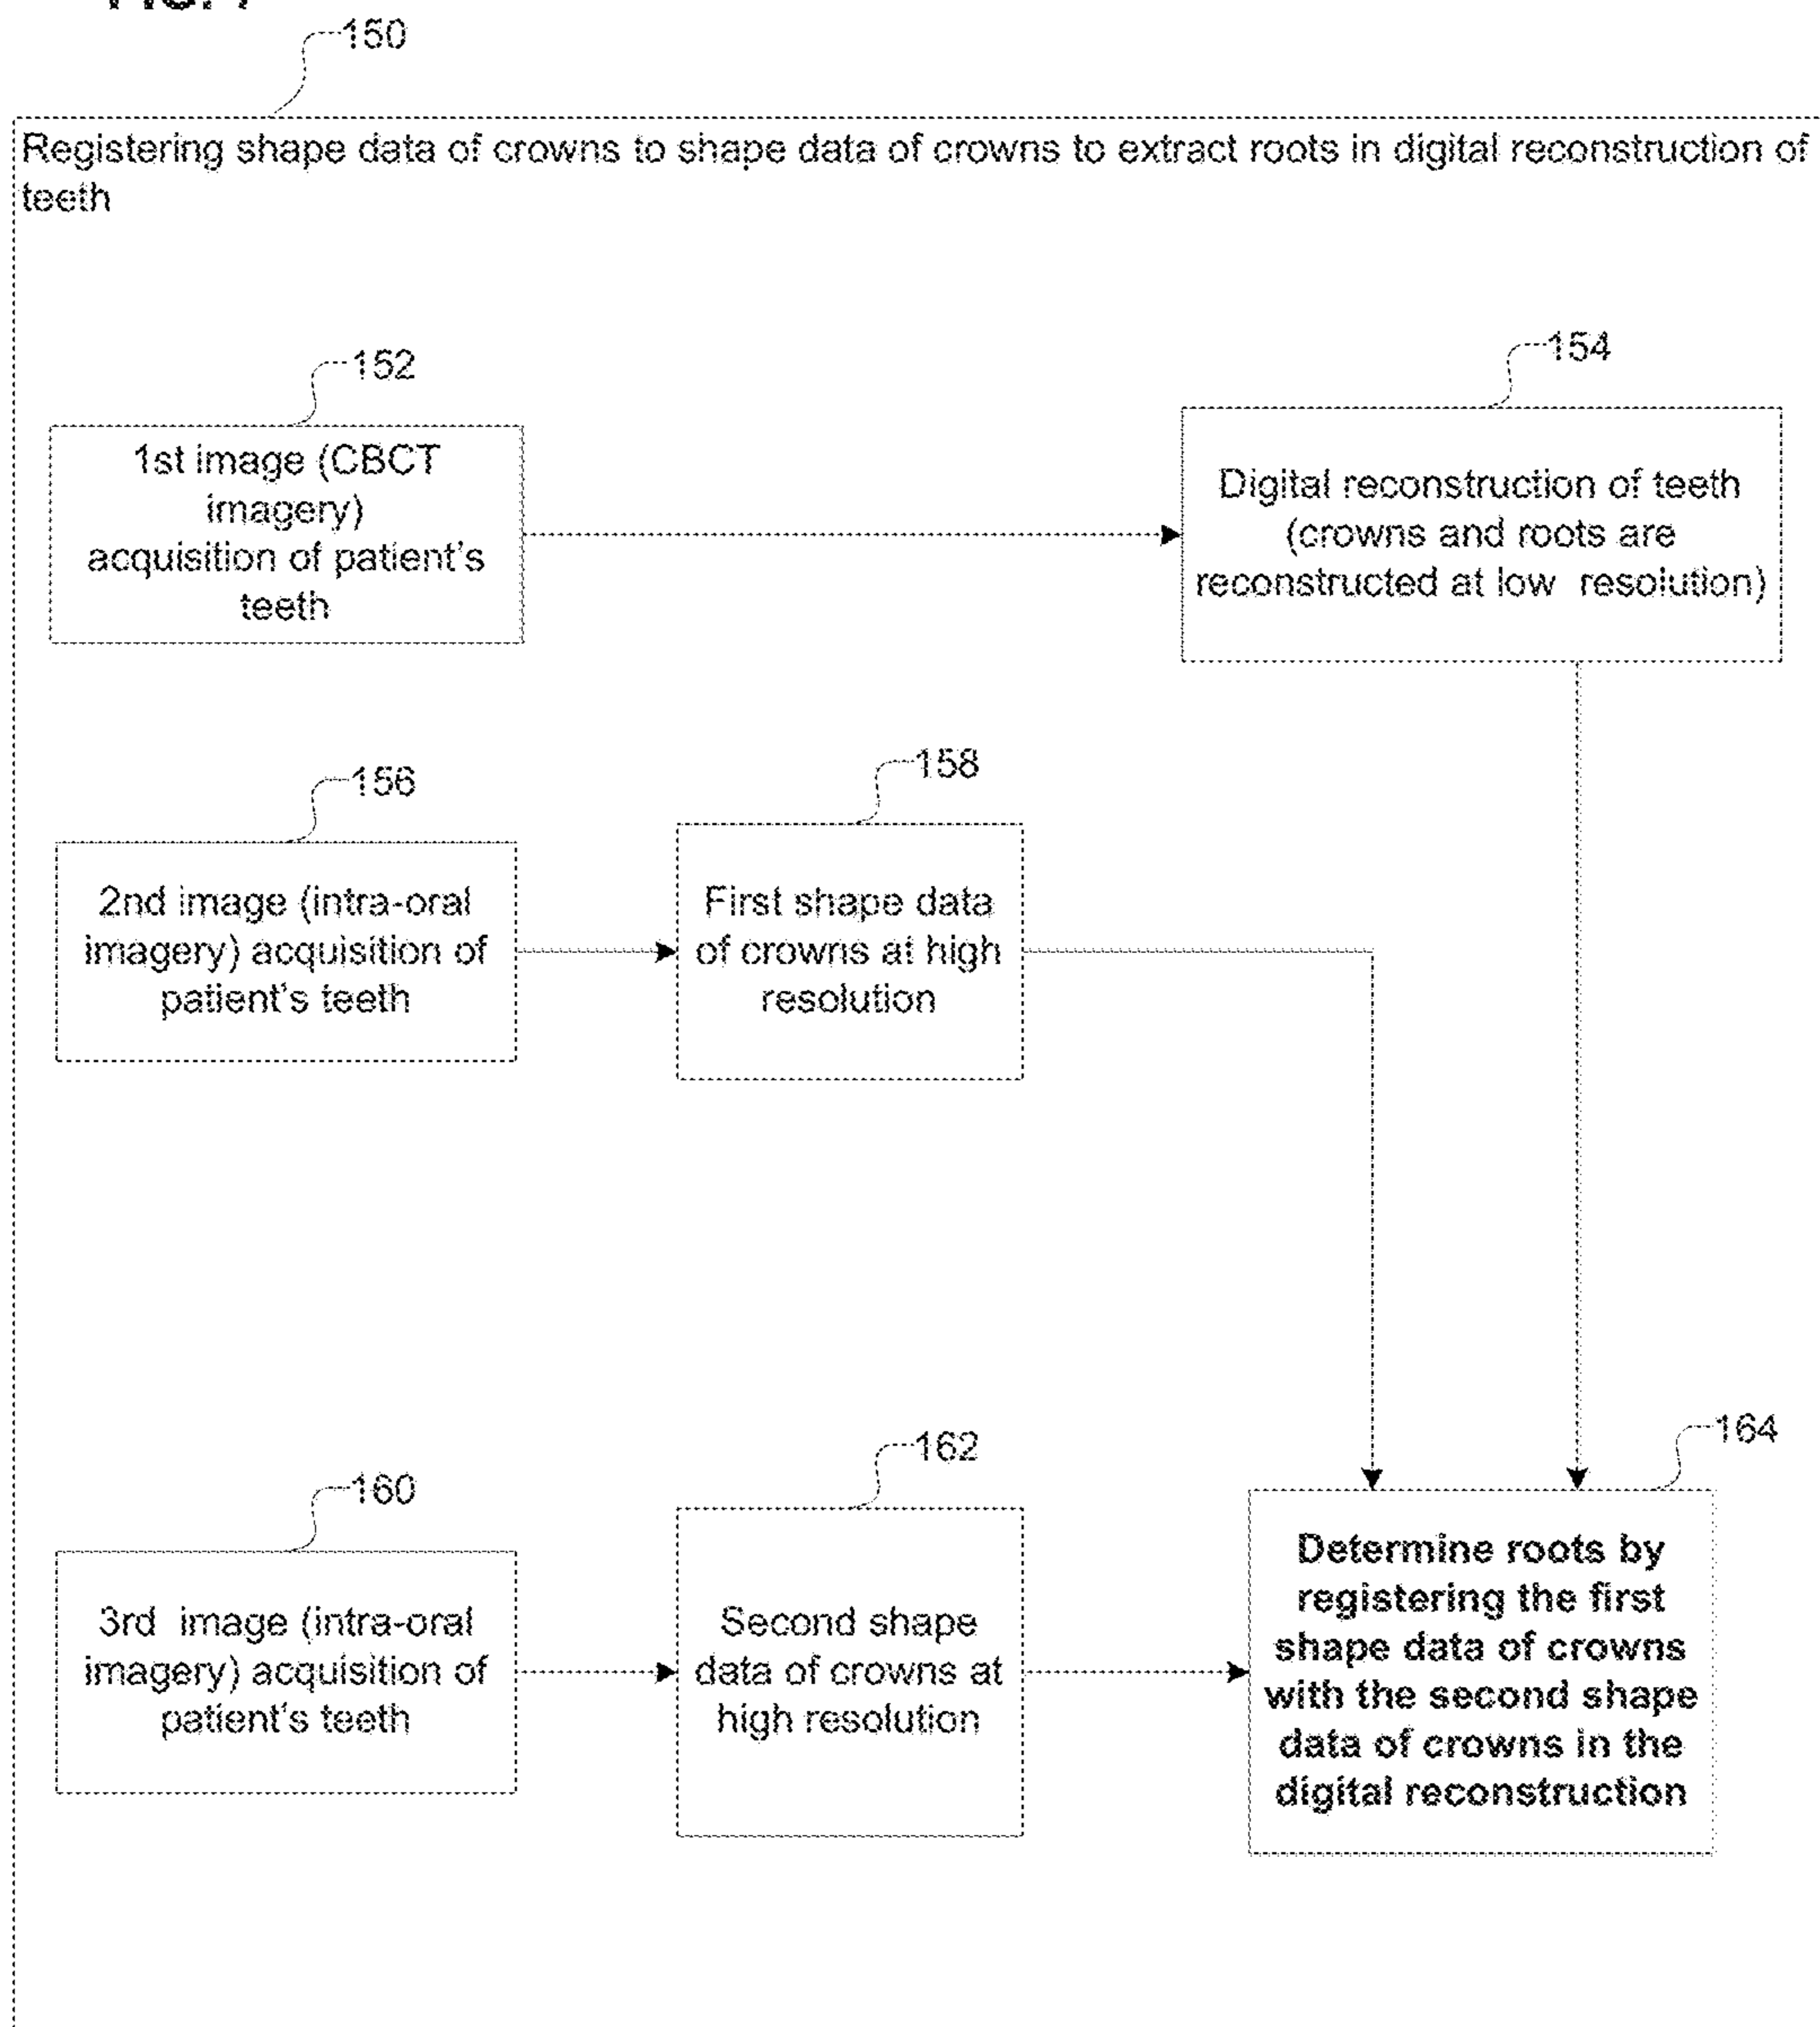 150
Registering shape data of crowns to shape data of crowns to extract roots in digital reconstruction of
teeth
152
154
1st image (CBCT
imagery)
acquisition of patient's
teeth
Digital reconstruction of teeth
(crowns and roots are
reconstructed at low resolution)
156
158
2nd image (intra-oral
imagery) acquisition of
patient's teeth
First shape data
of crowns at high
resolution
160
162
164
3rd image (intra-oral
imagery) acquisition of
patient's teeth
Second shape
data of crowns at
high resolution
Determine roots by
registering the first
shape data of crowns
with the second shape
data of crowns in the
digital reconstruction